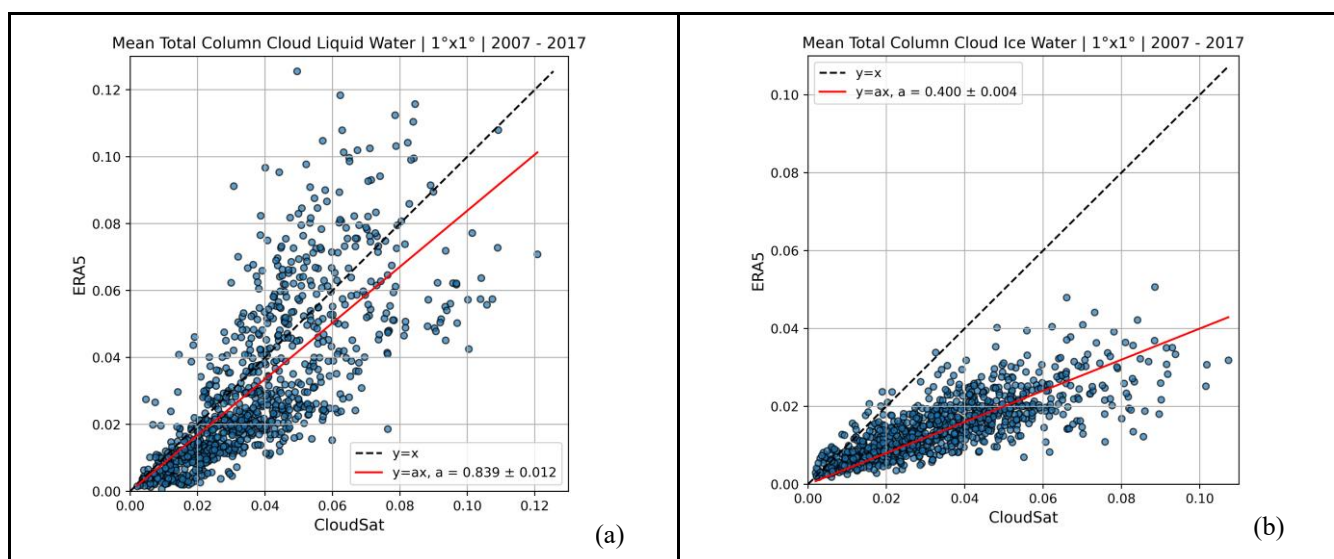 Mean Total Column Cloud Liquid Water | 1°x1° | 2007 - 2017
0.12
0.10
0.08
0.06
0.04
0.02
0.00
ERA5
y=x
y=ax, a = 0.839 ± 0.012
0.00 0.02 0.04 0.06 0.08 0.10 0.12
CloudSat
(a)
Mean Total Column Cloud Ice Water | 1°x1° | 2007 - 2017
y=x
y=ax, a = 0.400 ± 0.004
0.10
0.08
0.06
0.04
0.02
0.00
ERA5
0.00 0.02 0.04 0.06 0.08 0.10
CloudSat
(b)